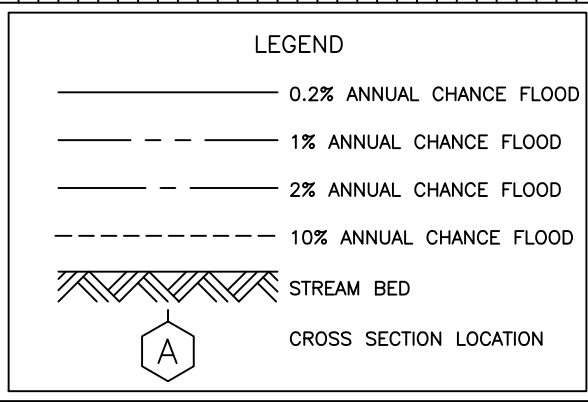 LEGEND
0.2% ANNUAL CHANCE FLOOD
1% ANNUAL CHANCE FLOOD
2% ANNUAL CHANCE FLOOD
10% ANNUAL CHANCE FLOOD
STREAM BED
A
CROSS SECTION LOCATION